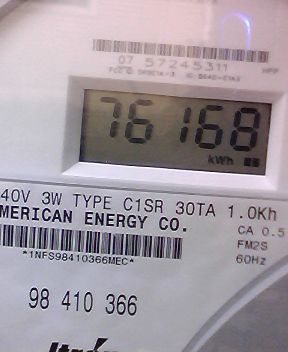 07 57245311
76168
kWh
40V 3W TYPE C1SR 30TA 1.0Kh
MERICAN ENERGY CO.
CA 0.5
FM2S
*1NFS98410366MEC*
60Hz
98 410 366
Itron